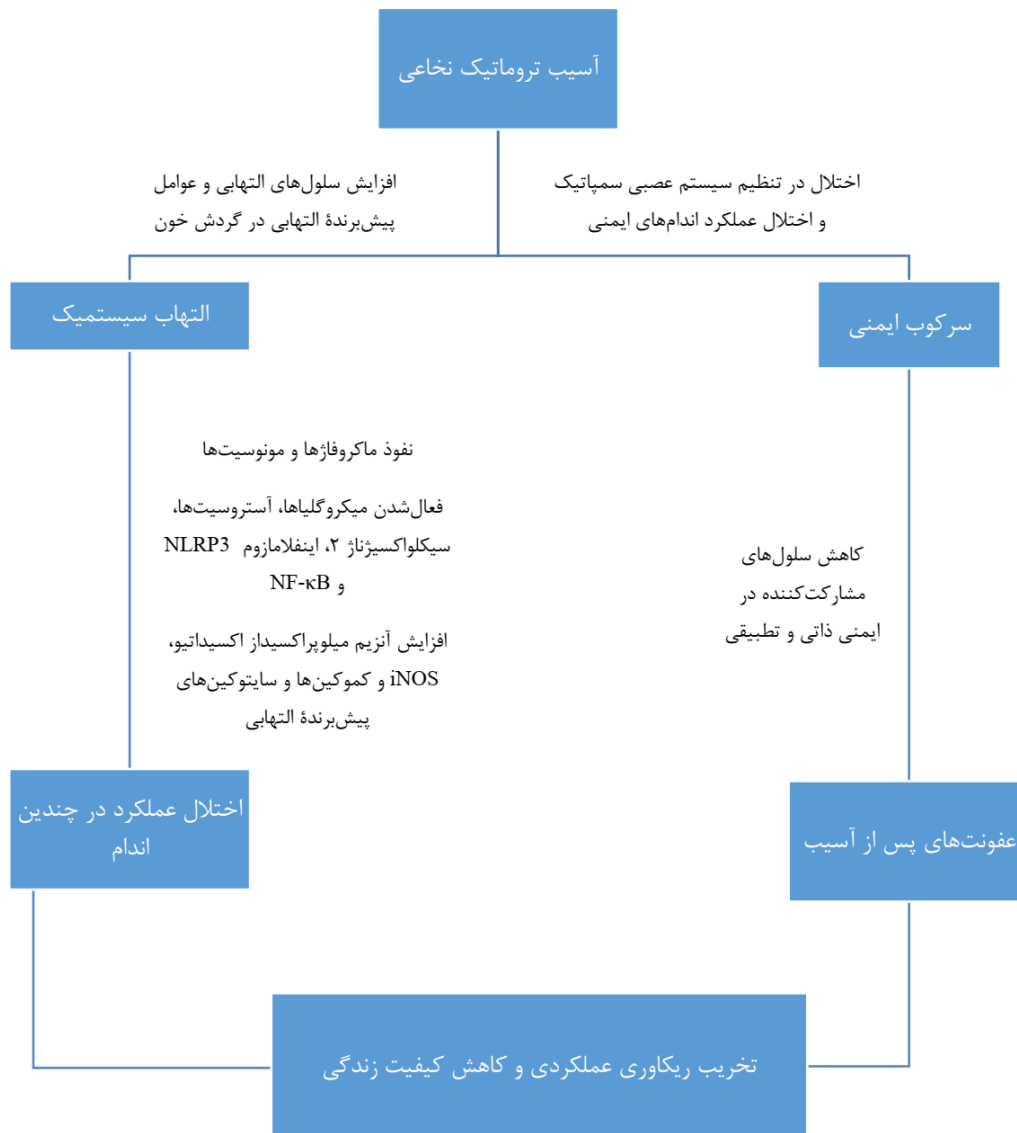 آسیب تروماتیک نخاعی
اختلال در تنظیم سیستم عصبی سمپاتیک
و اختلال عملکرد اندام‌های ایمنی
افزایش سلول‌های التهابی و عوامل
پیش‌برندهٔ التهابی در گردش خون
سرکوب ایمنی
التهاب سیستمیک
کاهش سلول‌های
مشارکت‌کننده در
ایمنی ذاتی و تطبیقی
نفوذ ماکروفاژها و مونوسیت‌ها
فعال‌شدن میکروگلیاها، آستروسیت‌ها،
سیکلواکسیژناژ ۲، اینفلامازوم NLRP3
و NF-κB
افزایش آنزیم میلوپراکسیداز اکسیداتیو،
iNOS و کموکین‌ها و سایتوکین‌های
پیش‌برندهٔ التهابی
عفونت‌های پس از آسیب
اختلال عملکرد در چندین
اندام
تخریب ریکاوری عملکردی و کاهش کیفیت زندگی